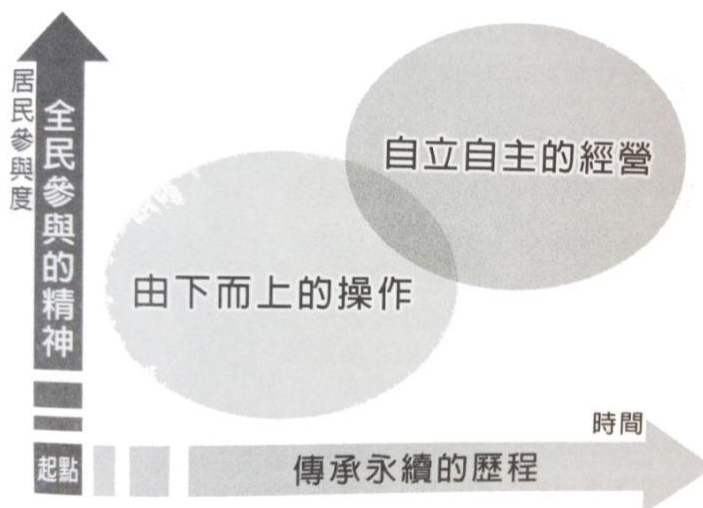 居民參與度
全民參與的精神
自立自主的經營
由下而上的操作
時間
起點
傳承永續的歷程